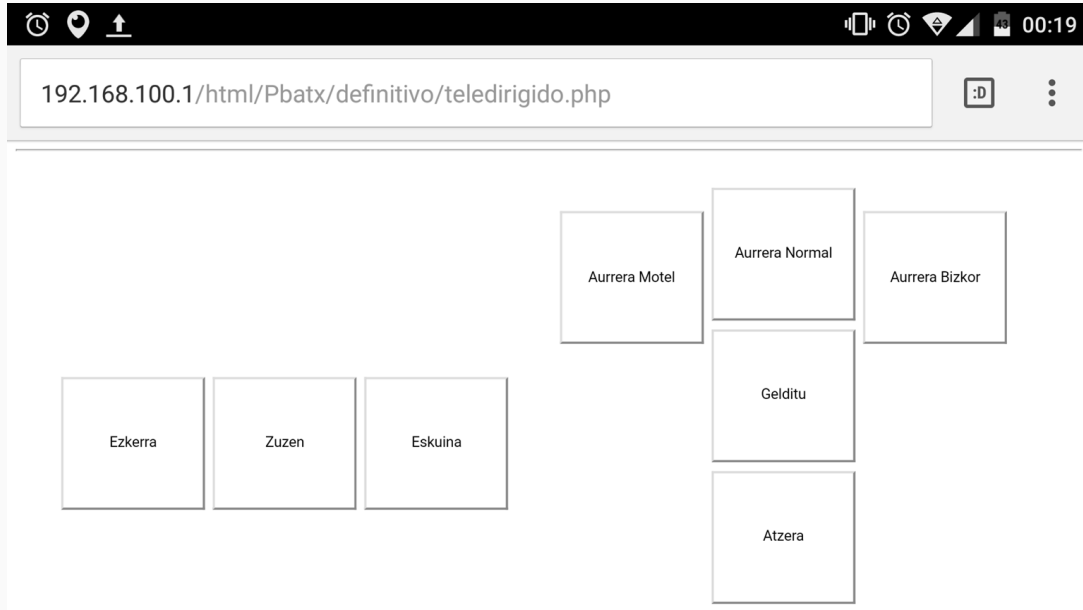 43 00:19
192.168.100.1/html/Pbatx/definitivo/teledirigido.php
:D
Aurrera Normal
Aurrera Motel
Aurrera Bizkor
Gelditu
Ezkerra
Zuzen
Eskuina
Atzera